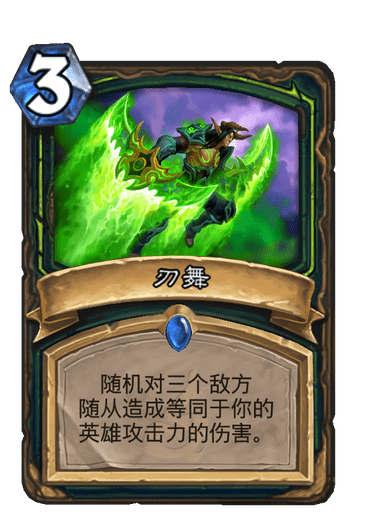 3
刃舞
随机对三个敌方
随从造成等同于你的
英雄攻击力的伤害。